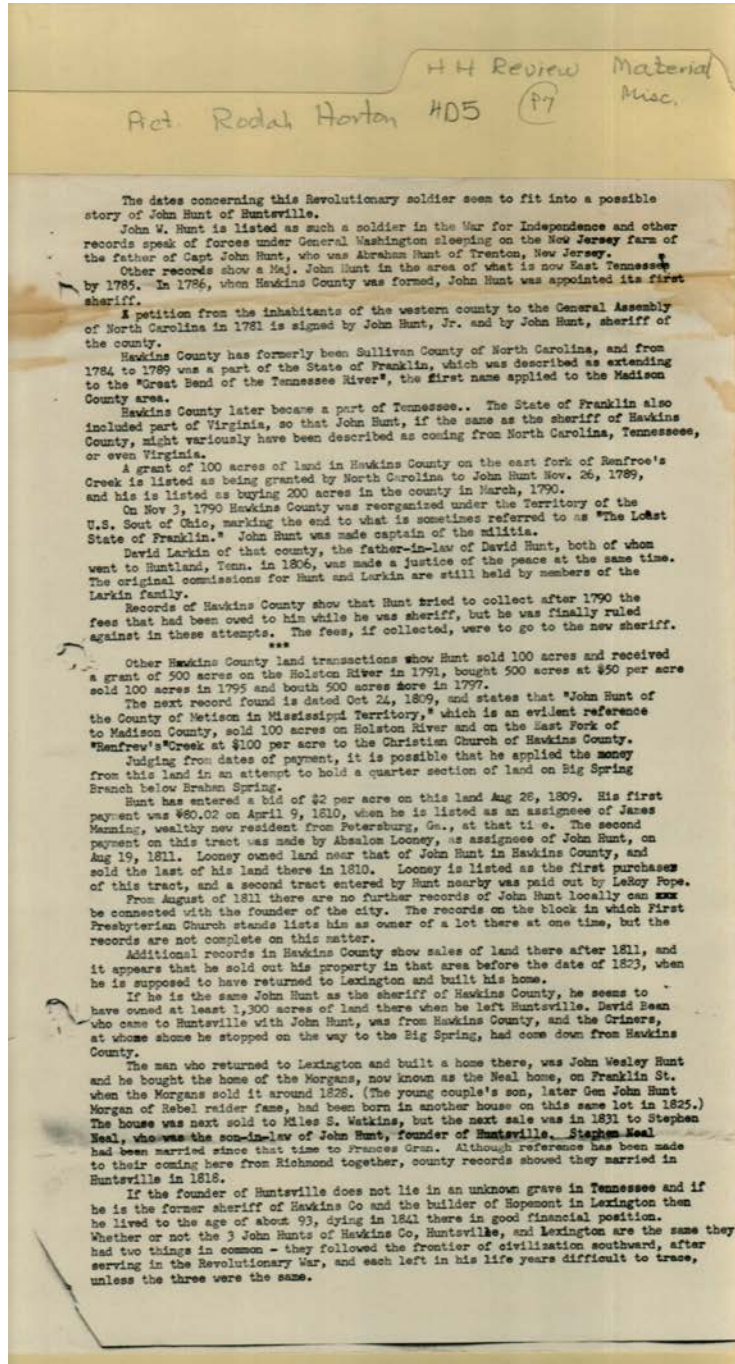 HH Review Material
Misc.
Pict. Rodah Horton 4D5 P7
The dates concerning this Revolutionary soldier seem to fit into a possible
story of John Hunt of Huntsville.
John W. Hunt is listed as such a soldier in the War for Independence and other
records speak of forces under General Washington sleeping on the New Jersey farm of
the father of Capt John Hunt, who was Abraham Hunt of Trenton, New Jersey.
Other records show a Maj. John Hunt in the area of what is now East Tennessee
by 1785. In 1786, when Hawkins County was formed, John Hunt was appointed its first
sheriff.
A petition from the inhabitants of the western county to the General Assembly
of North Carolina in 1781 is signed by John Hunt, Jr. and by John Hunt, sheriff of
the county.
Hawkins County has formerly been Sullivan County of North Carolina, and from
1784 to 1789 was a part of the State of Franklin, which was described as extending
to the "Great Bend of the Tennessee River", the first name applied to the Madison
County area.
Hawkins County later became a part of Tennessee.. The State of Franklin also
included part of Virginia, so that John Hunt, if the same as the sheriff of Hawkins
County, might variously have been described as coming from North Carolina, Tennesseee,
or even Virginia.
A grant of 100 acres of land in Hawkins County on the east fork of Renfroe's
Creek is listed as being granted by North Carolina to John Hunt Nov. 26, 1789,
and his is listed as buying 200 acres in the county in March, 1790.
On Nov 3, 1790 Hawkins County was reorganized under the Territory of the
U.S. Sout of Ohio, marking the end to what is sometimes referred to as "The Loast
State of Franklin." John Hunt was made captain of the militia.
David Larkin of that county, the father-in-law of David Hunt, both of whom
went to Huntland, Tenn. in 1806, was made a justice of the peace at the same time.
The original commissions for Hunt and Larkin are still held by members of the
Larkin family.
Records of Hawkins County show that Hunt tried to collect after 1790 the
fees that had been owed to him while he was sheriff, but he was finally ruled
against in these attempts. The fees, if collected, were to go to the new sheriff.
***
Other Hawkins County land transactions show Hunt sold 100 acres and received
a grant of 500 acres on the Holston River in 1791, bought 500 acres at $50 per acre
sold 100 acres in 1795 and bouth 500 acres more in 1797.
The next record found is dated Oct 24, 1809, and states that "John Hunt of
the County of Metison in Mississippi Territory," which is an evident reference
to Madison County, sold 100 acres on Holston River and on the East Fork of
"Renfrew's"Creek at $100 per acre to the Christian Church of Hawkins County.
Judging from dates of payment, it is possible that he applied the money
from this land in an attempt to hold a quarter section of land on Big Spring
Branch below Braham Spring.
Hunt has entered a bid of $2 per acre on this land Aug 28, 1809. His first
payment was $80.02 on April 9, 1810, when he is listed as an assigneee of James
Manning, wealthy new resident from Petersburg, Ga., at that time. The second
payment on this tract was made by Absalom Looney, as assigneee of John Hunt, on
Aug 19, 1811. Looney owned land near that of John Hunt in Hawkins County, and
sold the last of his land there in 1810. Looney is listed as the first purchases
of this tract, and a second tract entered by Hunt nearby was paid out by LeRoy Pope.
From August of 1811 there are no further records of John Hunt locally can xxx
be connected with the founder of the city. The records on the block in which First
Presbyterian Church stands lists him as owner of a lot there at one time, but the
records are not complete on this matter.
Additional records in Hawkins County show sales of land there after 1811, and
it appears that he sold out his property in that area before the date of 1823, when
he is supposed to have returned to Lexington and built his home.
If he is the same John Hunt as the sheriff of Hawkins County, he seems to
have owned at least 1,300 acres of land there when he left Huntsville. David Bean
who came to Huntsville with John Hunt, was from Hawkins County, and the Criners,
at whose shome he stopped on the way to the Big Spring, had come down from Hawkins
County.
The man who returned to Lexington and built a home there, was John Wesley Hunt
and he bought the home of the Morgans, now known as the Neal home, on Franklin St.
when the Morgans sold it around 1828. (The young couple's son, later Gen John Hunt
Morgan of Rebel raider fame, had been born in another house on this same lot in 1825.)
The house was next sold to Miles S. Watkins, but the next sale was in 1831 to Stephen
Neal, who was the son-in-law of John Hunt, founder of Huntsville. Stephen Neal
had been married since that time to Frances Gran. Although reference has been made
to their coming here from Richmond together, county records showed they married in
Huntsville in 1818.
If the founder of Huntsville does not lie in an unknown grave in Tennessee and if
he is the former sheriff of Hawkins Co and the builder of Hopemont in Lexington then
he lived to the age of about 93, dying in 1841 there in good financial position.
Whether or not the 3 John Hunts of Hawkins Co, Huntsville, and Lexington are the same they
had two things in common - they followed the frontier of civilization southward, after
serving in the Revolutionary War, and each left in his life years difficult to trace,
unless the three were the same.